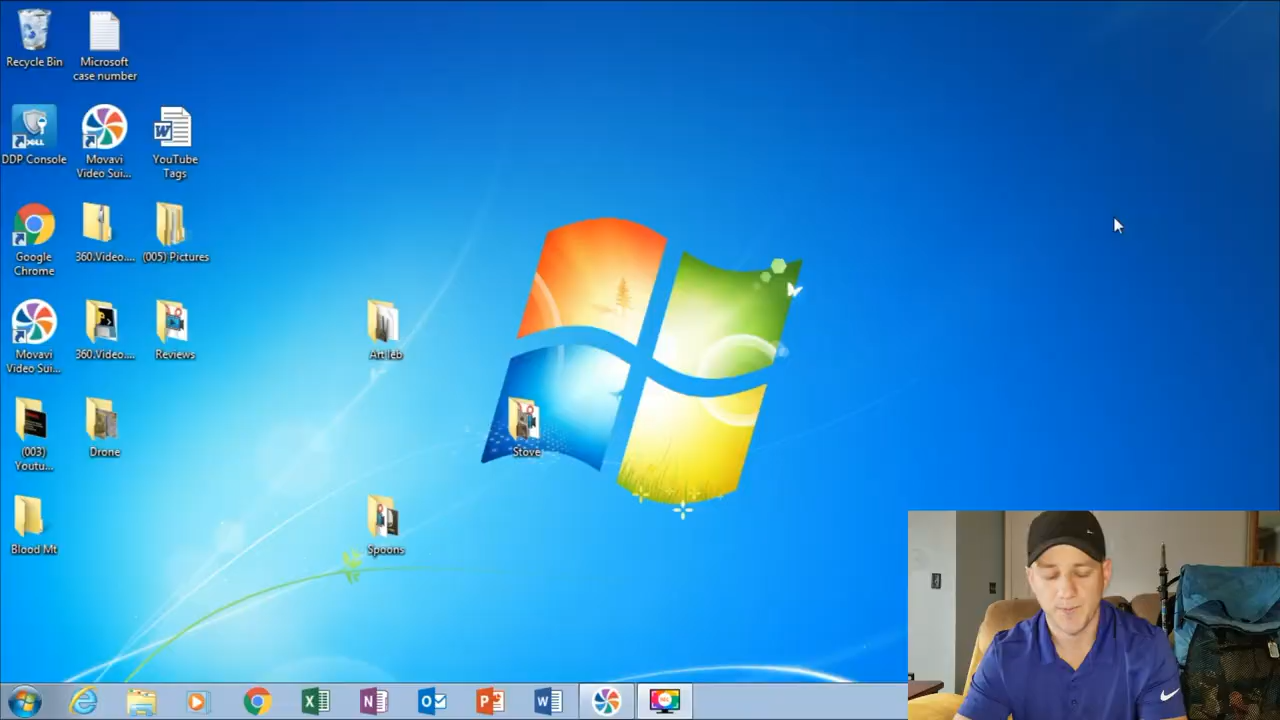 Recycle Bin
Microsoft
case number
DDP Console
Movavi
Video Sui...
YouTube
Tags
Google
Chrome
360.Video....
(005) Pictures
Movavi
Video Sui...
360.Video....
Reviews
Art leb
(003)
Youtu...
Drone
Stove
Blood Mt
Spoons